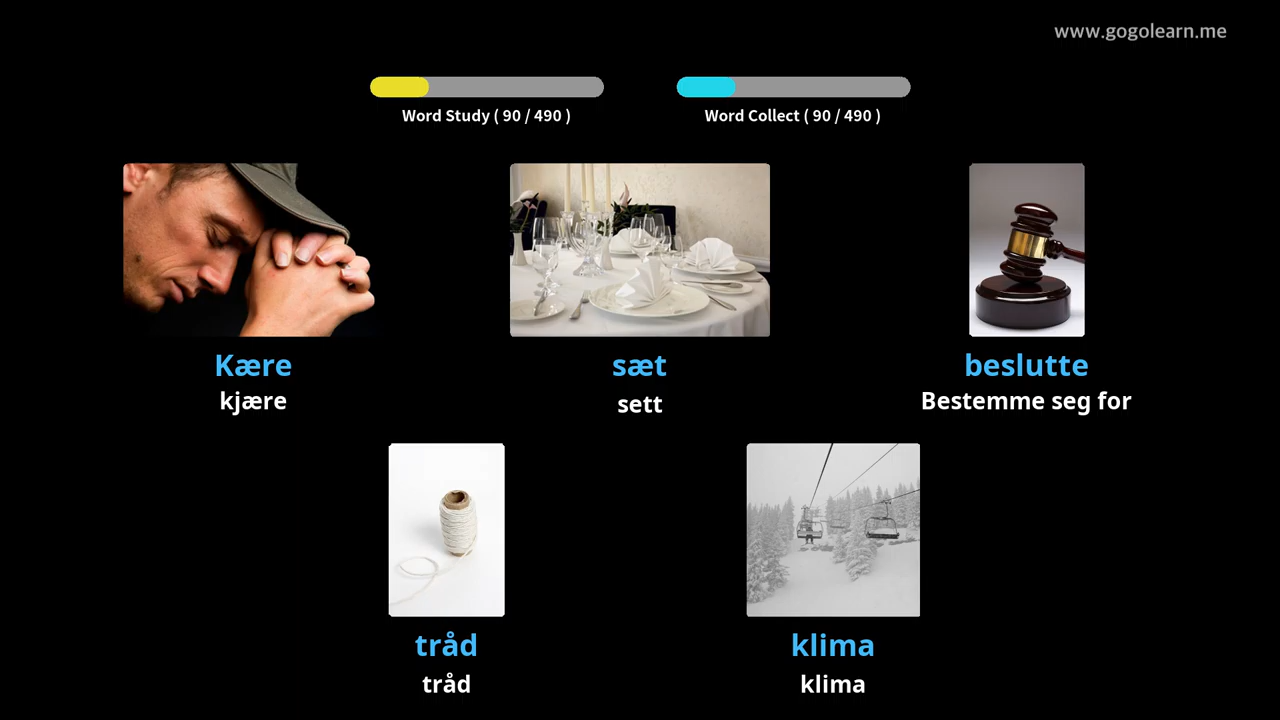 www.gogolearn.me
Word Study ( 90 / 490 )
Word Collect ( 90 / 490 )
Kære
kjære
sæt
sett
beslutte
Bestemme seg for
tråd
tråd
klima
klima